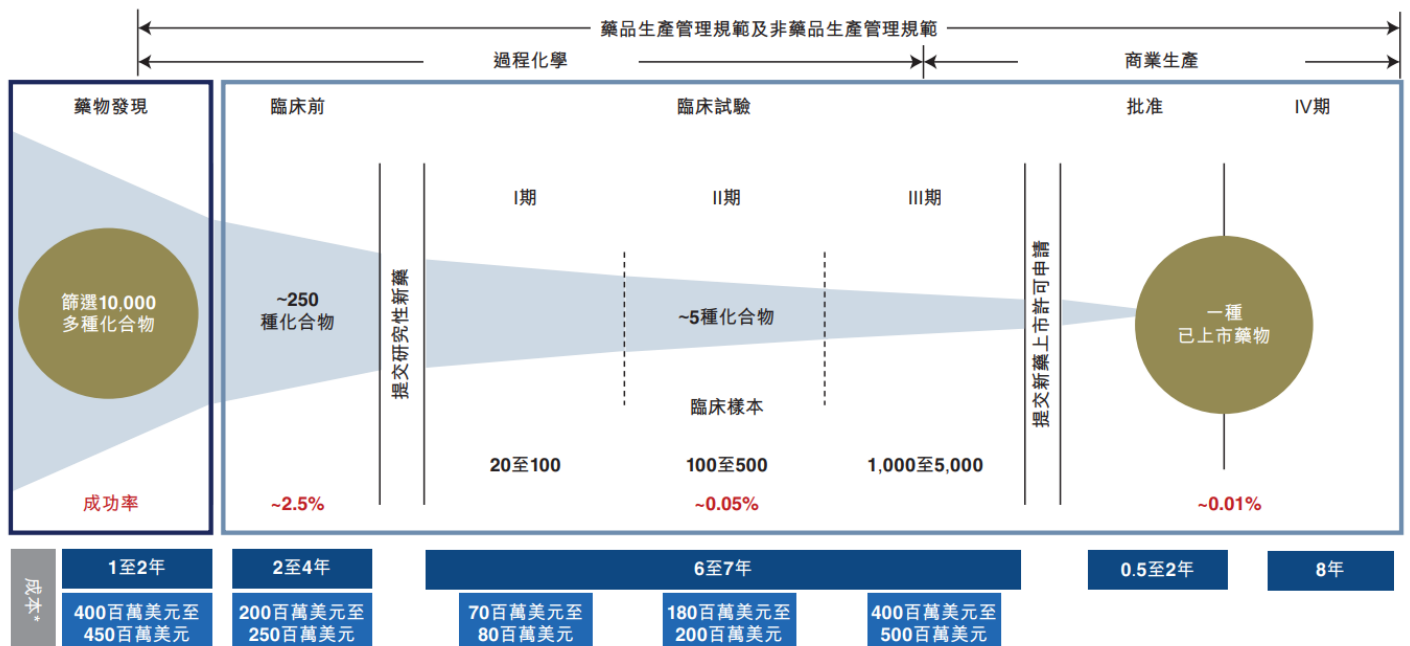 藥品生產管理規範及非藥品生產管理規範
過程化學
商業生產
藥物發現
臨床前
臨床試驗
批准
IV期
I期
II期
III期
篩選10,000
多種化合物
~250
種化合物
提交研究性新藥
~5種化合物
提交新藥上市許可申請
一種
已上市藥物
臨床樣本
20至100
100至500
1,000至5,000
成功率
~2.5%
~0.05%
~0.01%
成本*
1至2年
2至4年
6至7年
0.5至2年
8年
400百萬美元至
450百萬美元
200百萬美元至
250百萬美元
70百萬美元至
80百萬美元
180百萬美元至
200百萬美元
400百萬美元至
500百萬美元